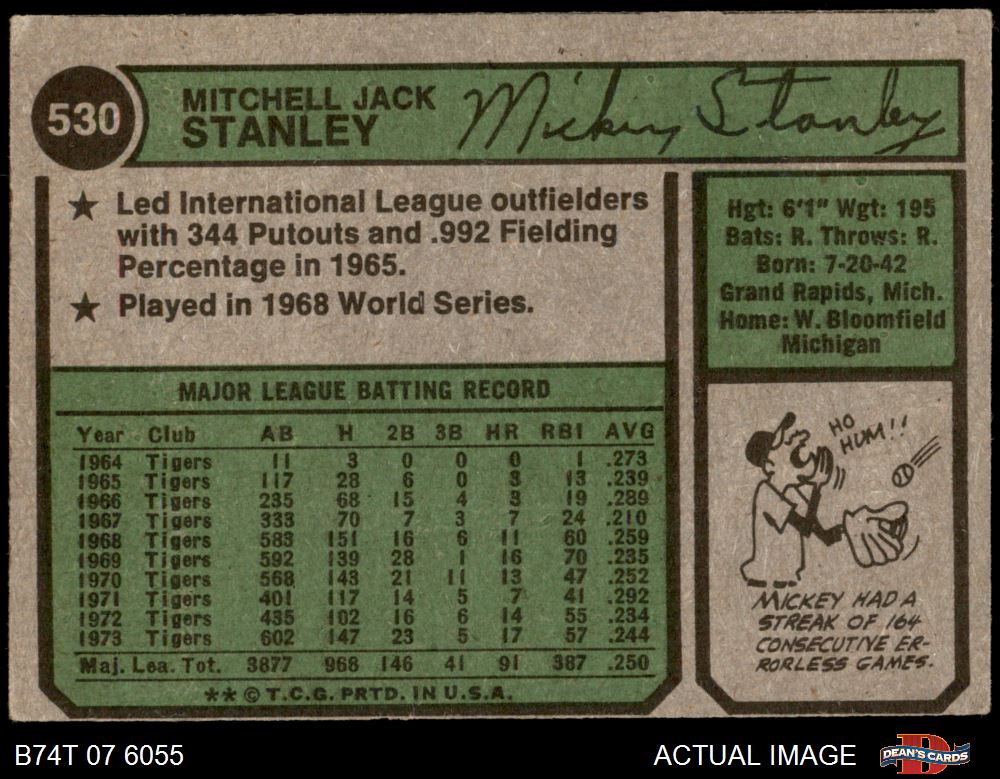 530
MITCHELL JACK
STANLEY
Mickey Stanley
★ Led International League outfielders
with 344 Putouts and .992 Fielding
Percentage in 1965.
★ Played in 1968 World Series.
Hgt: 6'1" Wgt: 195
Bats: R. Throws: R.
Born: 7-20-42
Grand Rapids, Mich.
Home: W. Bloomfield
Michigan
MAJOR LEAGUE BATTING RECORD
Year Club AB H 2B 3B HR RBI AVG
1964 Tigers 11 3 0 0 0 1 .273
1965 Tigers 117 28 6 0 3 13 .239
1966 Tigers 235 68 15 4 3 19 .289
1967 Tigers 333 70 7 3 7 24 .210
1968 Tigers 583 151 16 6 11 60 .259
1969 Tigers 592 139 28 1 16 70 .235
1970 Tigers 568 143 21 11 13 47 .252
1971 Tigers 401 117 14 5 7 41 .292
1972 Tigers 435 102 16 6 14 55 .234
1973 Tigers 602 147 23 5 17 57 .244
Maj. Lea. Tot. 3877 968 146 41 91 387 .250
** © T.C.G. PRTD. IN U.S.A.
HO
HUM!!
MICKEY HAD A
STREAK OF 164
CONSECUTIVE ER-
RORLESS GAMES.
B74T 07 6055
ACTUAL IMAGE
DEAN'S CARDS